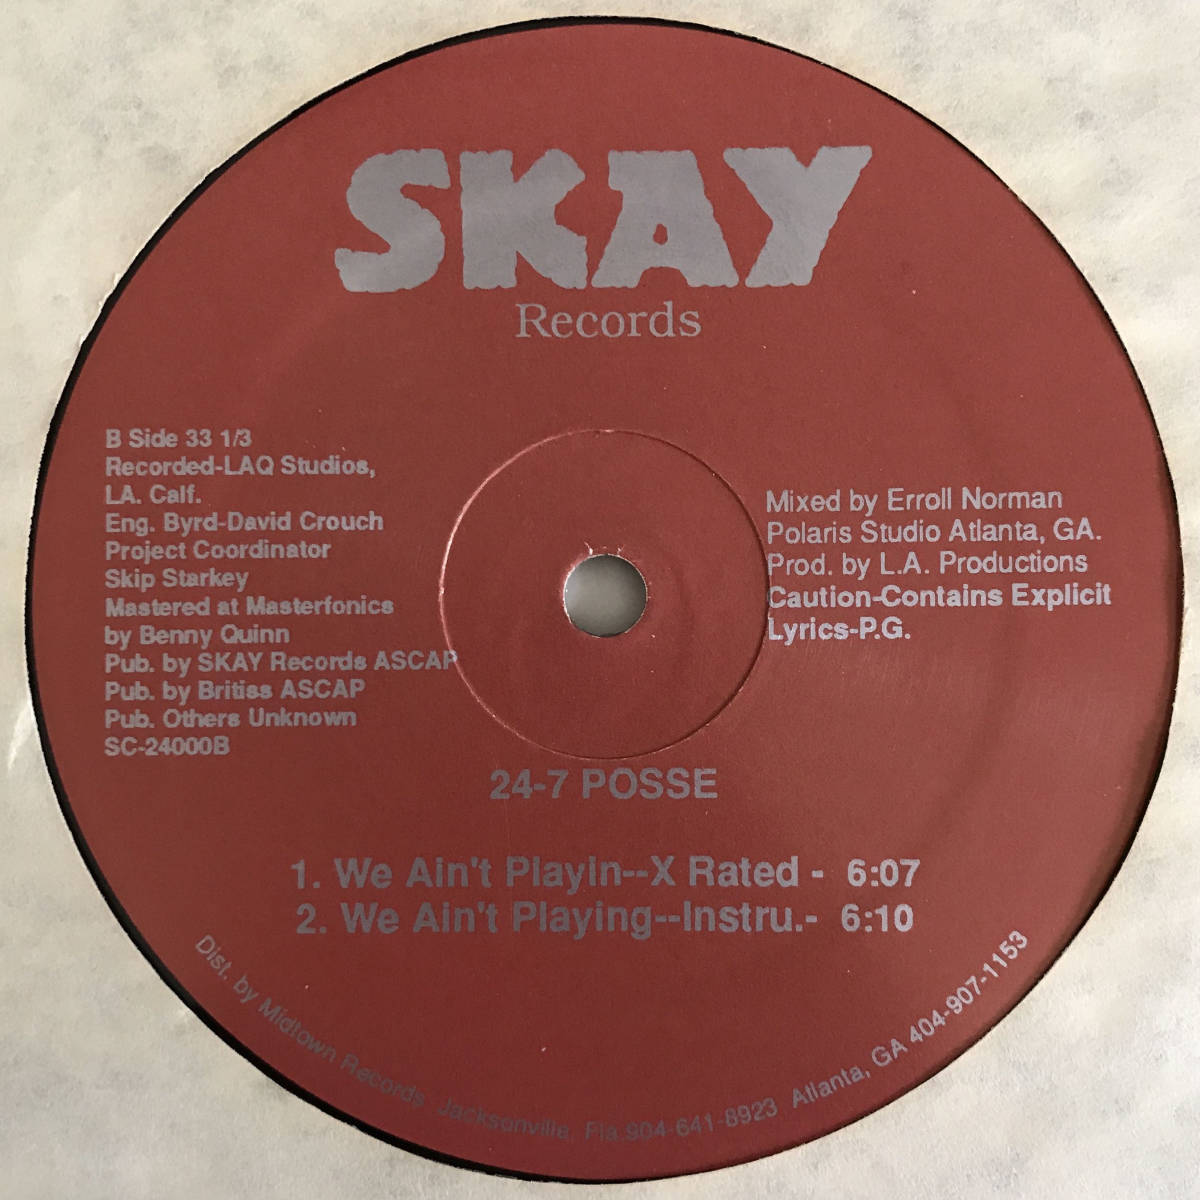 SKAY
Records
B Side 33 1/3
Recorded-LAQ Studios,
LA. Calf.
Eng. Byrd-David Crouch
Project Coordinator
Skip Starkey
Mastered at Masterfonics
by Benny Quinn
Pub. by SKAY Records ASCAP
Pub. by Britiss ASCAP
Pub. Others Unknown
SC-24000B
Mixed by Erroll Norman
Polaris Studio Atlanta, GA.
Prod. by L.A. Productions
Caution-Contains Explicit
Lyrics-P.G.
24-7 POSSE
1. We Ain't Playin--X Rated - 6:07
2. We Ain't Playing--Instru.- 6:10
Dist. by Midtown Records Jacksonville, Fla.904-641-8923 Atlanta, GA 404-907-1153